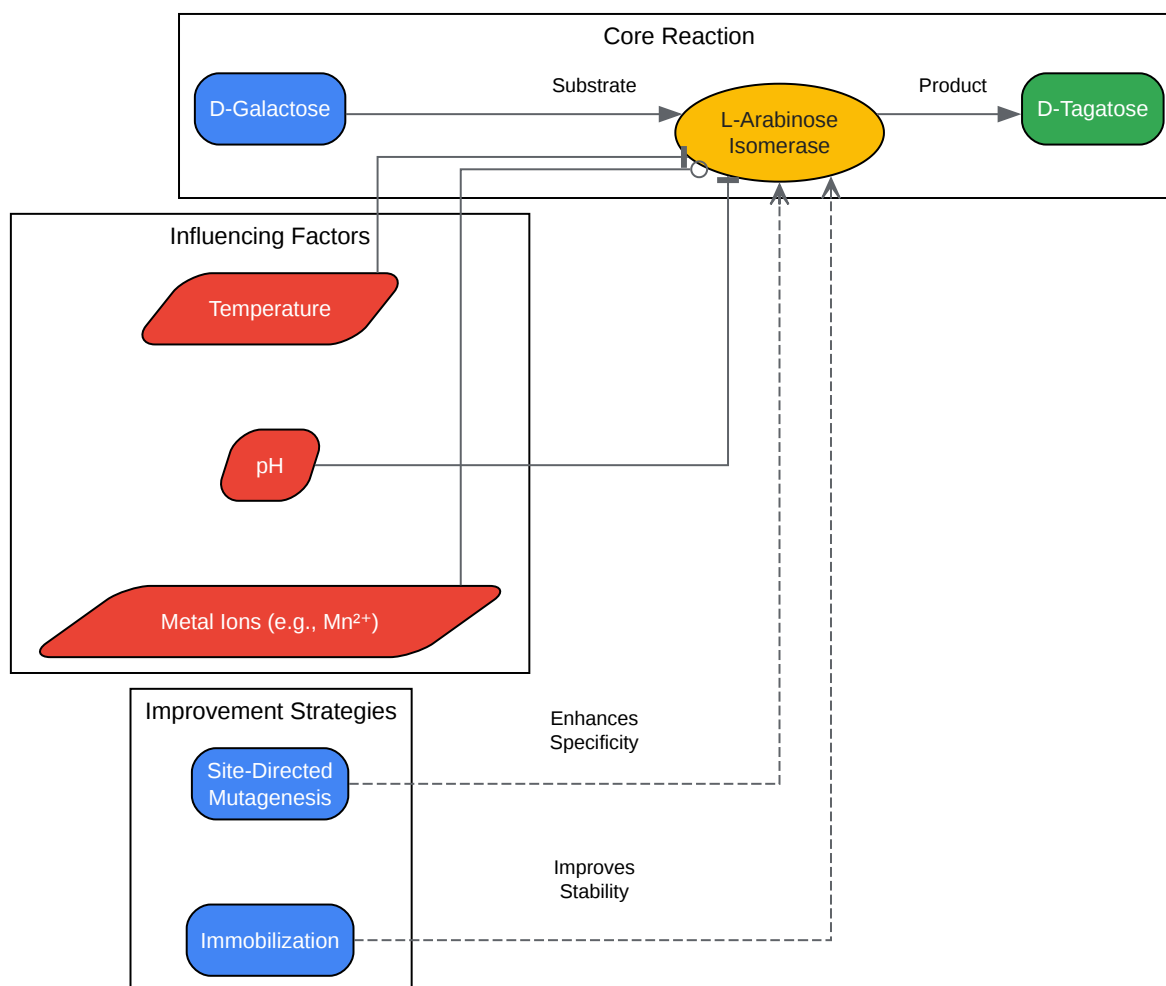 Core Reaction
D-Galactose
Substrate
L-Arabinose
Isomerase
Product
D-Tagatose
Influencing Factors
Temperature
pH
Metal Ions (e.g., Mn²⁺)
Improvement Strategies
Site-Directed
Mutagenesis
Enhances
Specificity
Immobilization
Improves
Stability